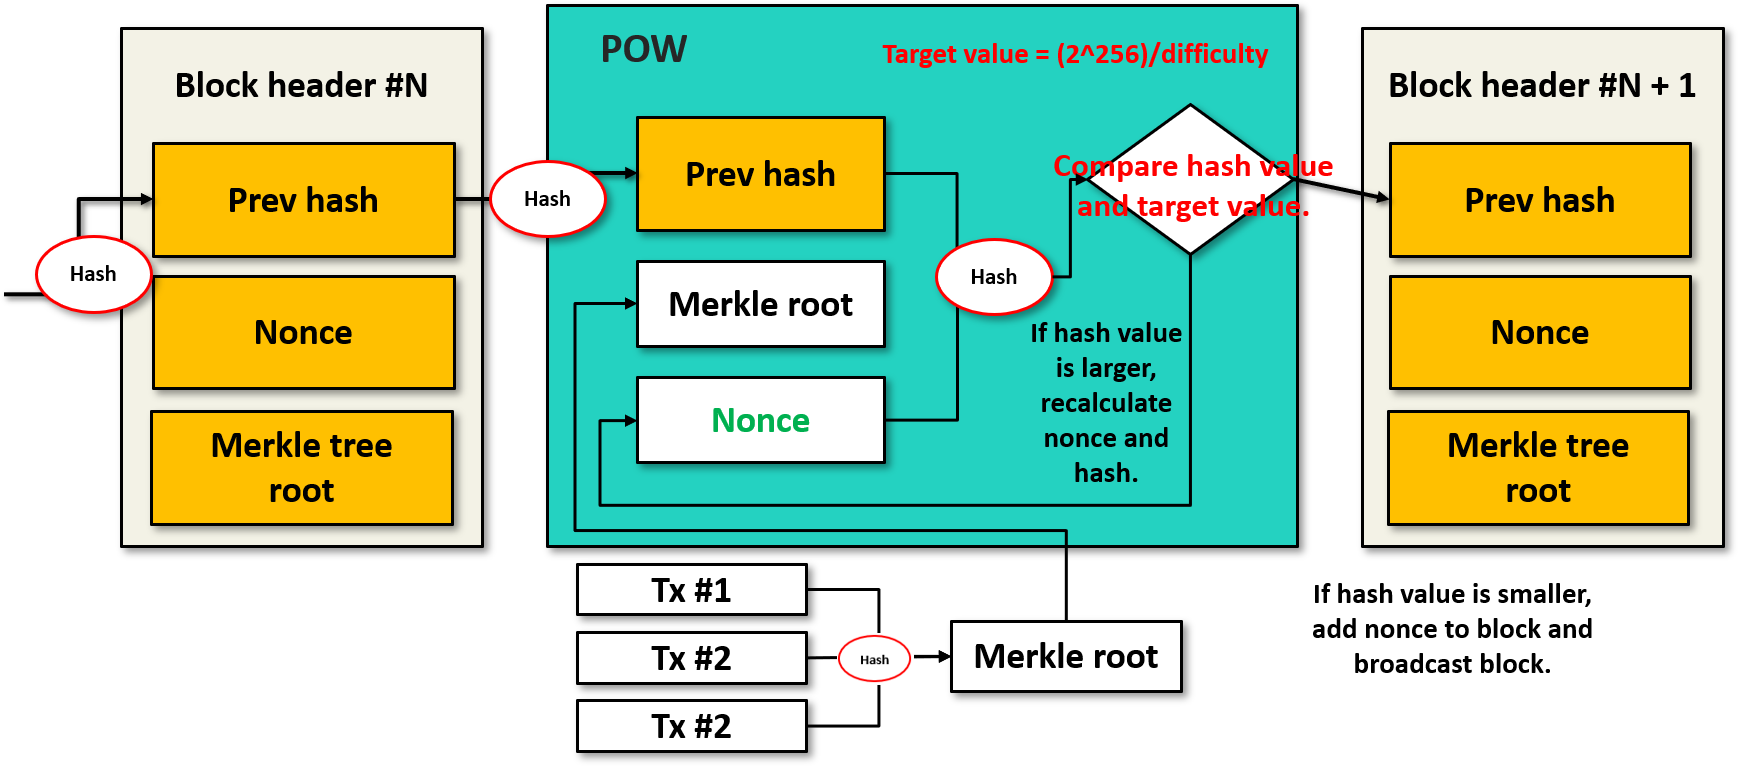 Block header #N
Prev hash
Hash
Nonce
Merkle tree
root
Hash
POW
Target value = (2^256)/difficulty
Prev hash
Merkle root
Nonce
Hash
Compare hash value
and target value.
If hash value
is larger,
recalculate
nonce and
hash.
Block header #N + 1
Prev hash
Nonce
Merkle tree
root
Tx #1
Tx #2
Tx #2
Hash
Merkle root
If hash value is smaller,
add nonce to block and
broadcast block.